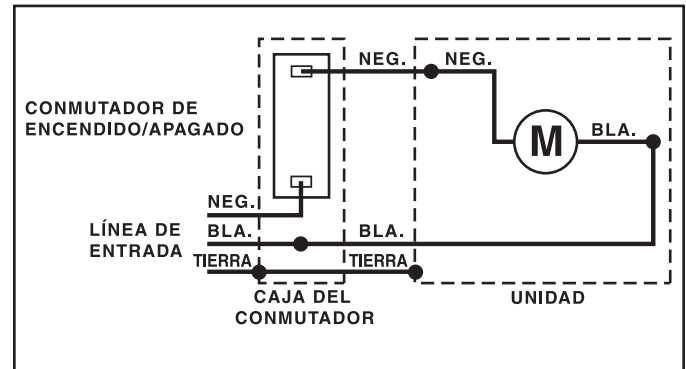 NEG. NEG.
CONMUTADOR DE
ENCENDIDO/APAGADO
M BLA.
NEG.
LÍNEA DE
ENTRADA
BLA. BLA.
TIERRA TIERRA
CAJA DEL
CONMUTADOR
UNIDAD